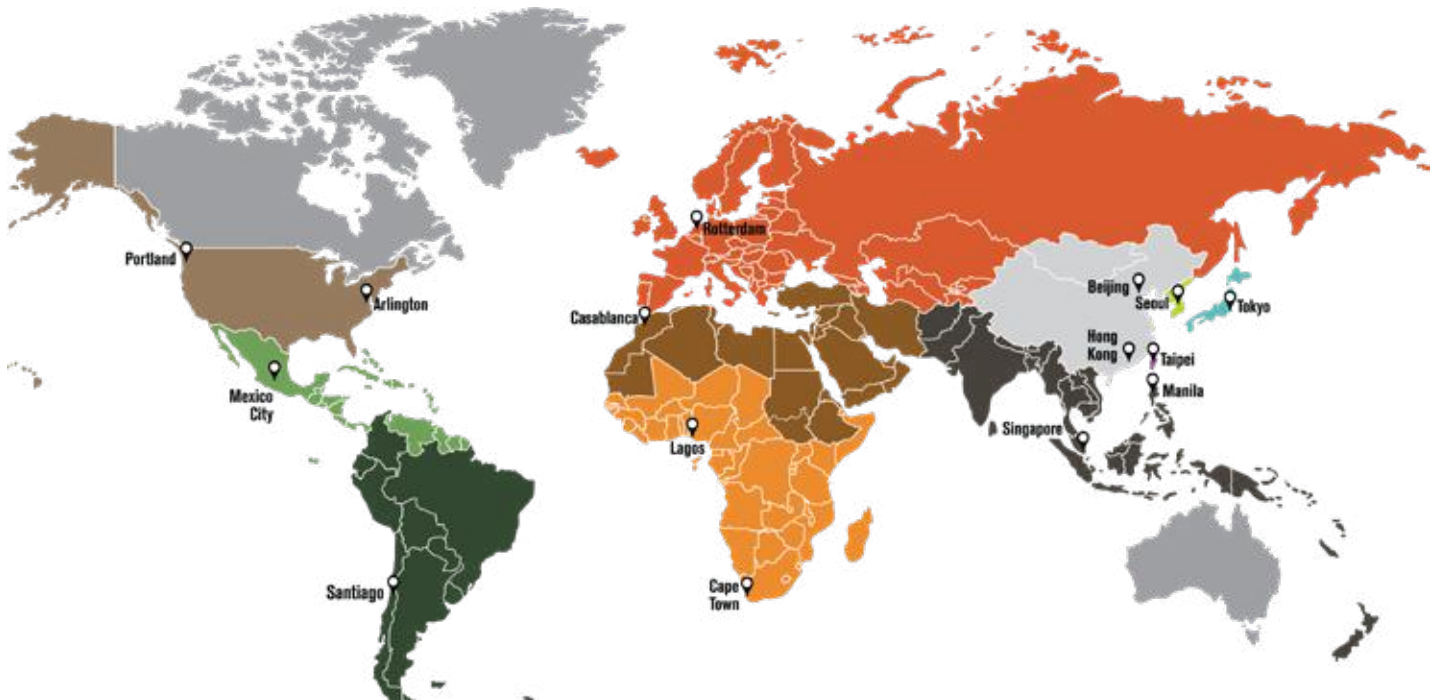 Rotterdam
Portland
Arlington
Casablanca
Beijing
Seoul
Tokyo
Hong
Kong
Taipei
Mexico
City
Manila
Lagos
Singapore
Santiago
Cape
Town